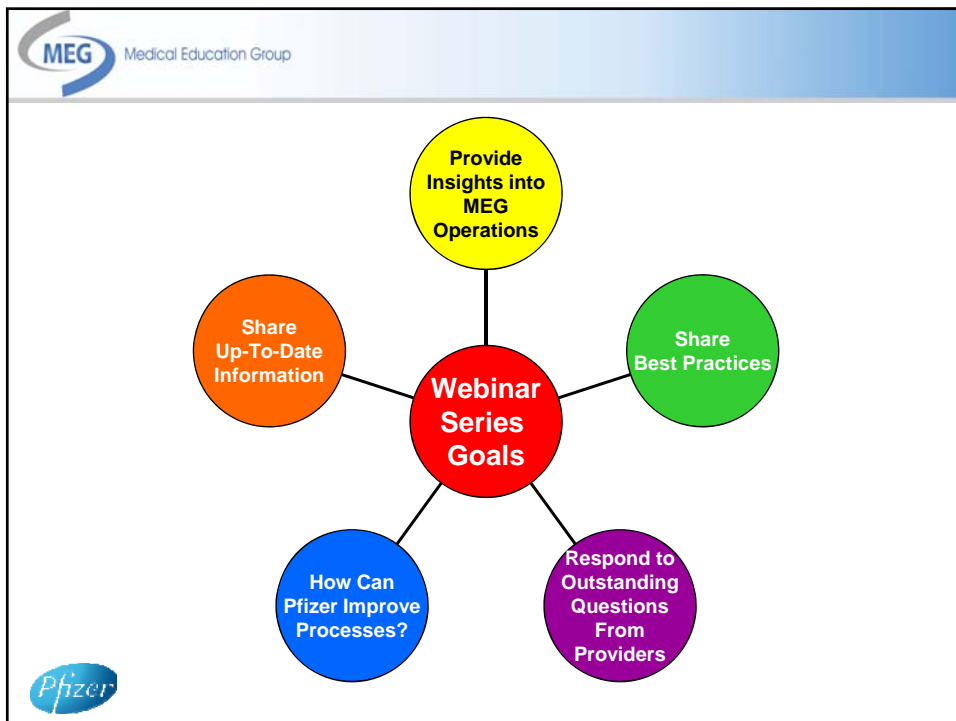 MEG Medical Education Group
Provide
Insights into
MEG
Operations
Share
Up-To-Date
Information
Share
Best Practices
Webinar
Series
Goals
How Can
Pfizer Improve
Processes?
Respond to
Outstanding
Questions
From
Providers
Pfizer